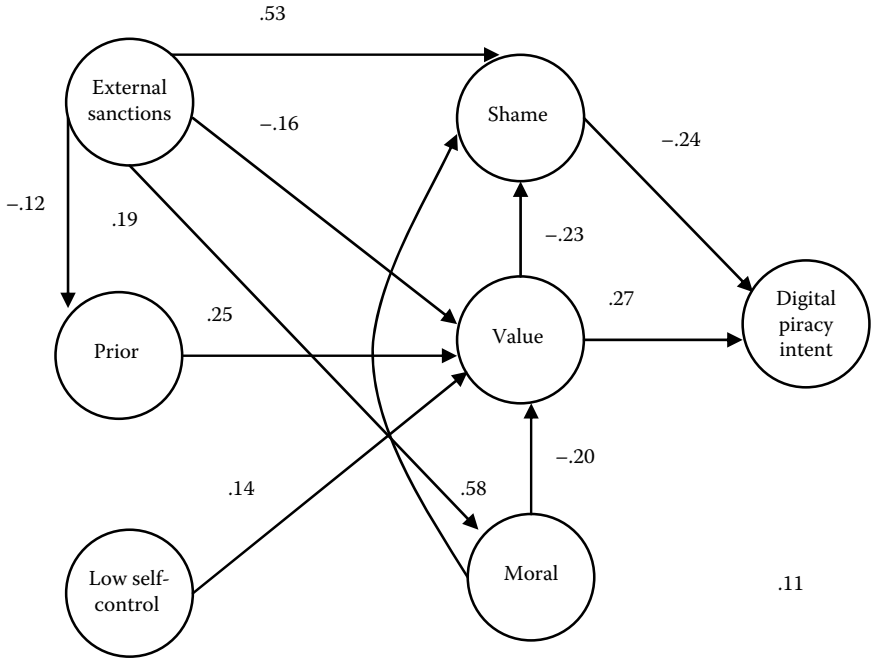 .53
External
sanctions
Shame
–.16
–.24
–.12
.19
–.23
.25
.27
Digital
piracy
intent
Prior
Value
.14
.58
–.20
Low self-
control
Moral
.11